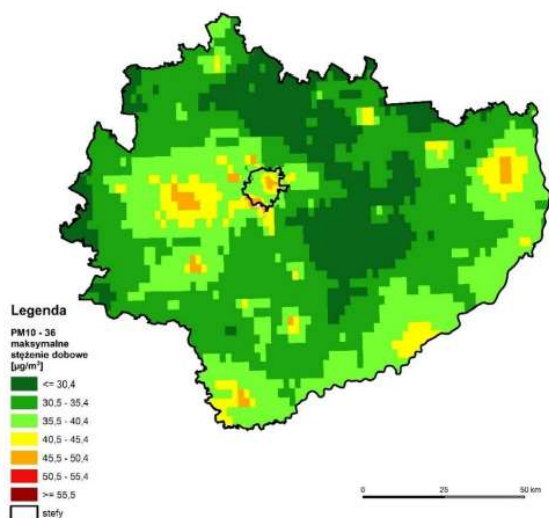 Legenda
PM10 - 36
maksymalne
stężenie dobowe
[µg/m³]
<= 30,4
30,5 - 35,4
35,5 - 40,4
40,5 - 45,4
45,5 - 50,4
50,5 - 55,4
>= 55,5
stefy
0 25 50 km